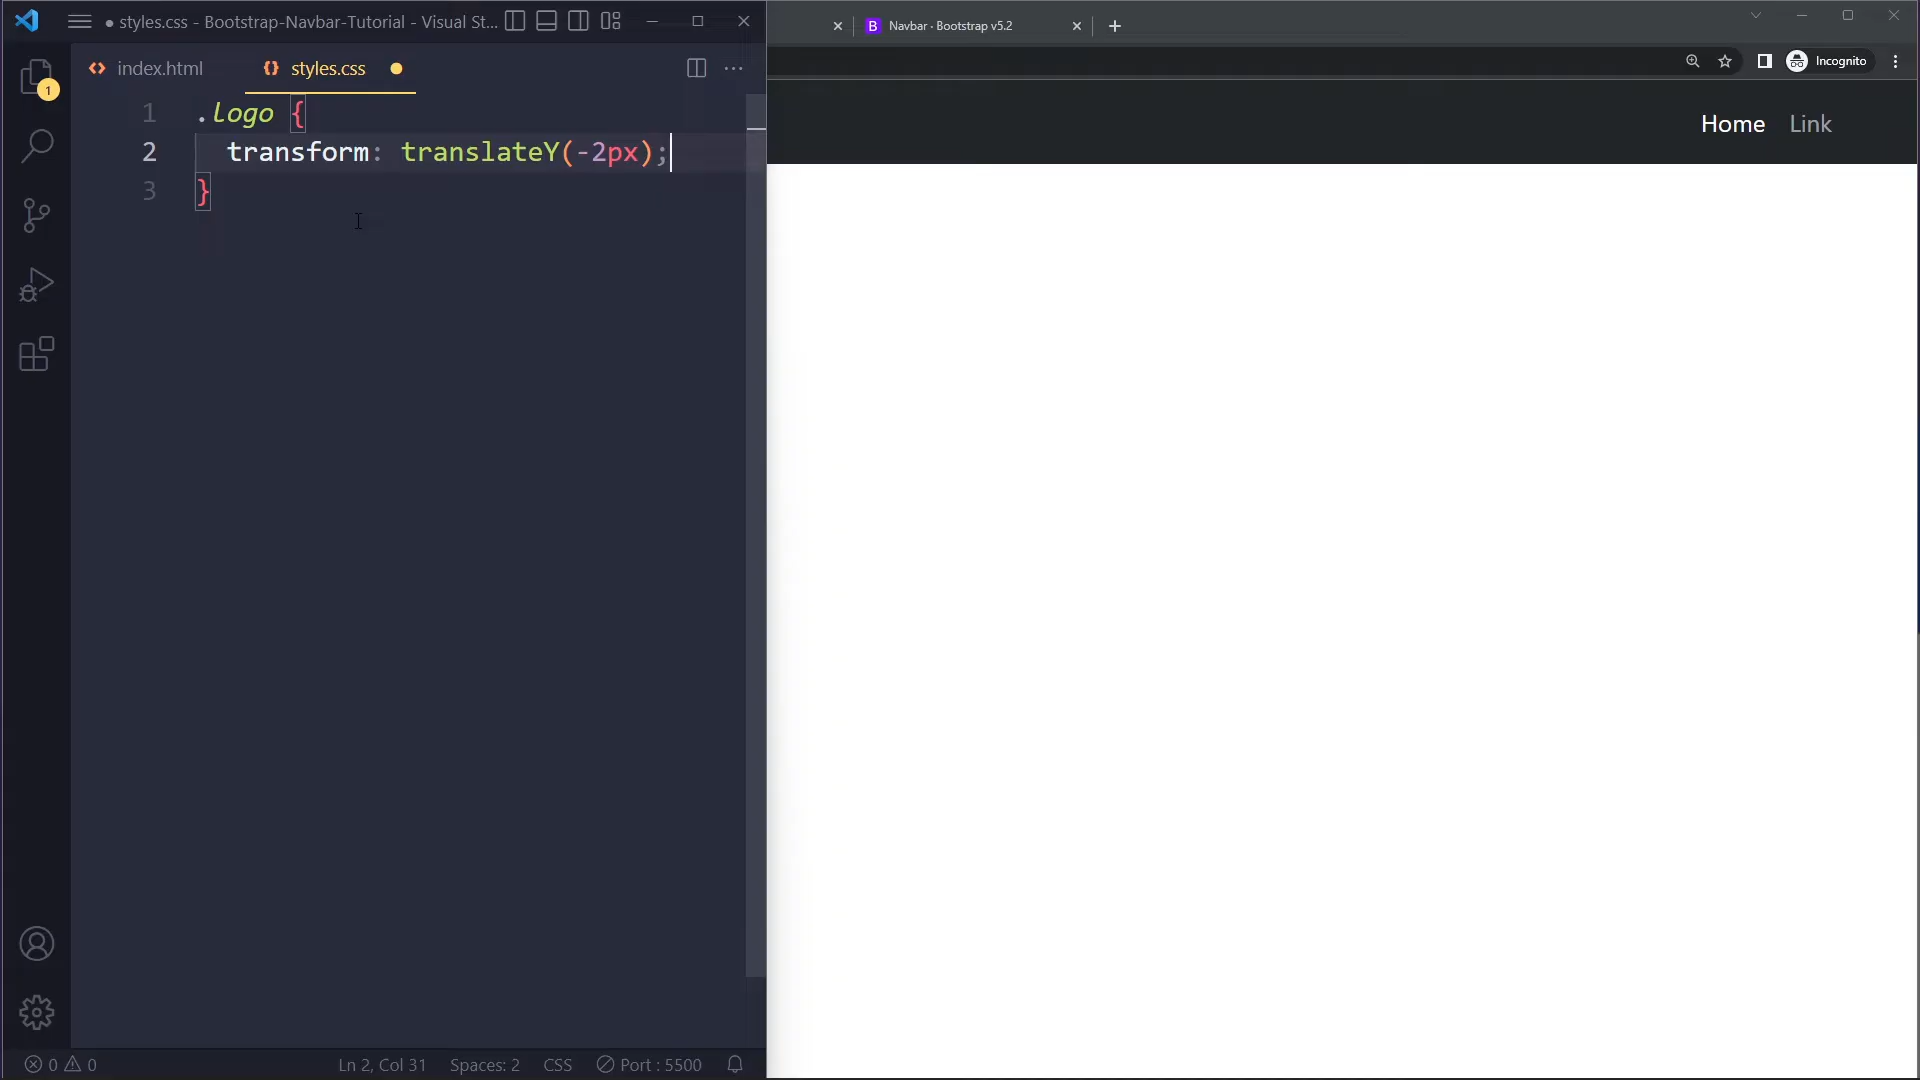 ● styles.css - Bootstrap-Navbar-Tutorial - Visual St...
Navbar · Bootstrap v5.2
Incognito
index.html
styles.css
1
1 .logo {
2 transform: translateY(-2px);
3 }
Home Link
0 0
Ln 2, Col 31 Spaces: 2 CSS Port : 5500